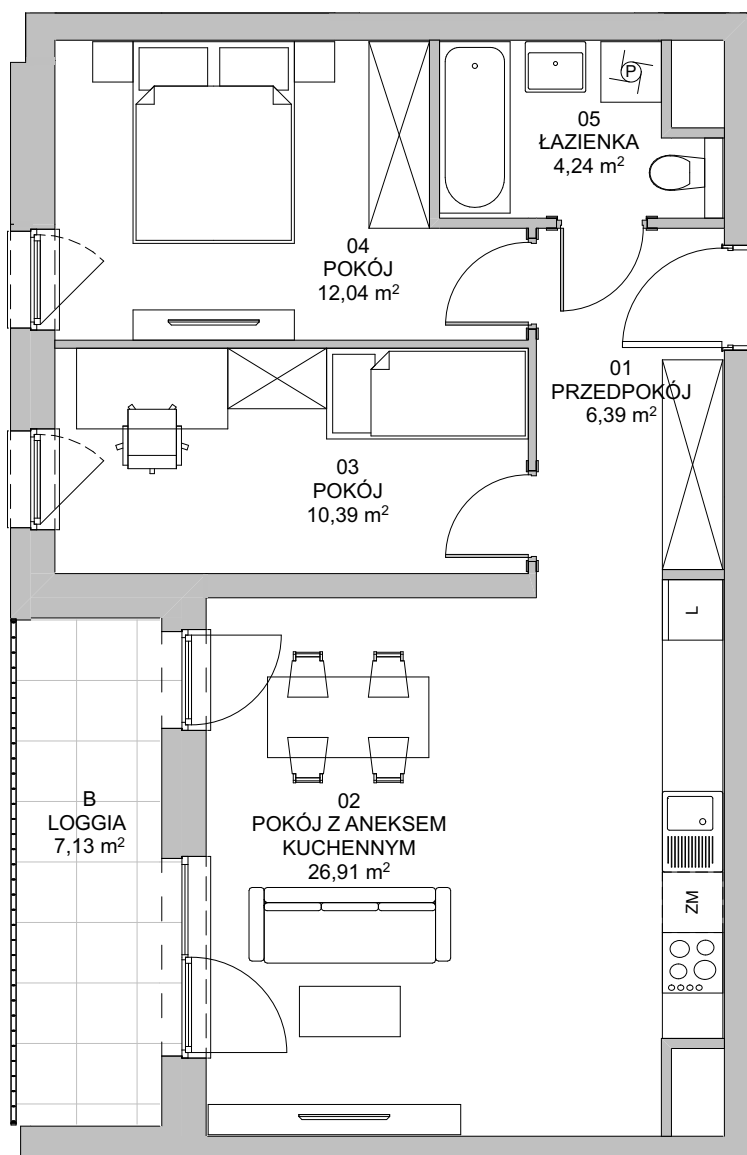 P
05
ŁAZIENKA
4,24 m²
04
POKÓJ
12,04 m²
01
PRZEDPOKÓJ
6,39 m²
03
POKÓJ
10,39 m²
L
B
LOGGIA
7,13 m²
02
POKÓJ Z ANEKSEM
KUCHENNYM
26,91 m²
ZM